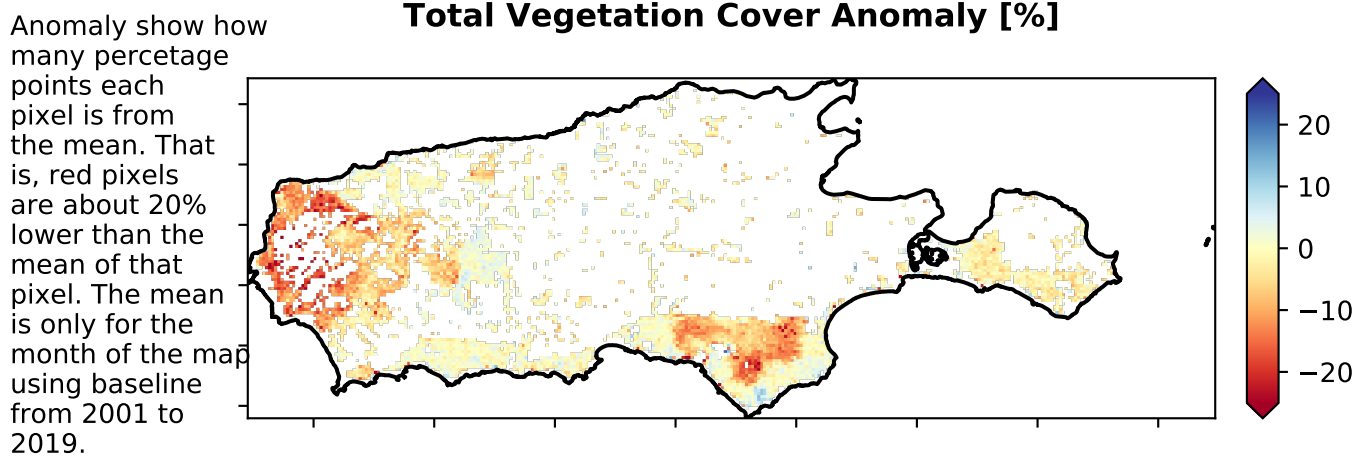 Total Vegetation Cover Anomaly [%]
Anomaly show how
many percetage
points each
pixel is from
the mean. That
is, red pixels
are about 20%
lower than the
mean of that
pixel. The mean
is only for the
month of the map
using baseline
from 2001 to
2019.
20
10
0
−10
−20